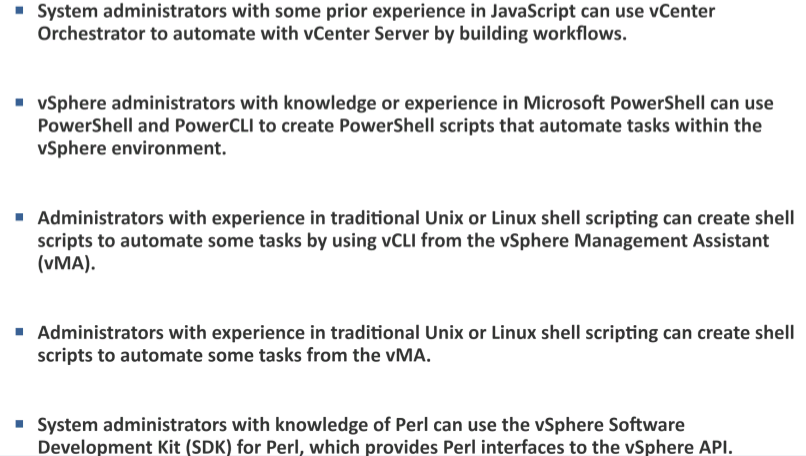 ▪ System administrators with some prior experience in JavaScript can use vCenter
Orchestrator to automate with vCenter Server by building workflows.
▪ vSphere administrators with knowledge or experience in Microsoft PowerShell can use
PowerShell and PowerCLI to create PowerShell scripts that automate tasks within the
vSphere environment.
▪ Administrators with experience in traditional Unix or Linux shell scripting can create shell
scripts to automate some tasks by using vCLI from the vSphere Management Assistant
(vMA).
▪ Administrators with experience in traditional Unix or Linux shell scripting can create shell
scripts to automate some tasks from the vMA.
▪ System administrators with knowledge of Perl can use the vSphere Software
Development Kit (SDK) for Perl, which provides Perl interfaces to the vSphere API.